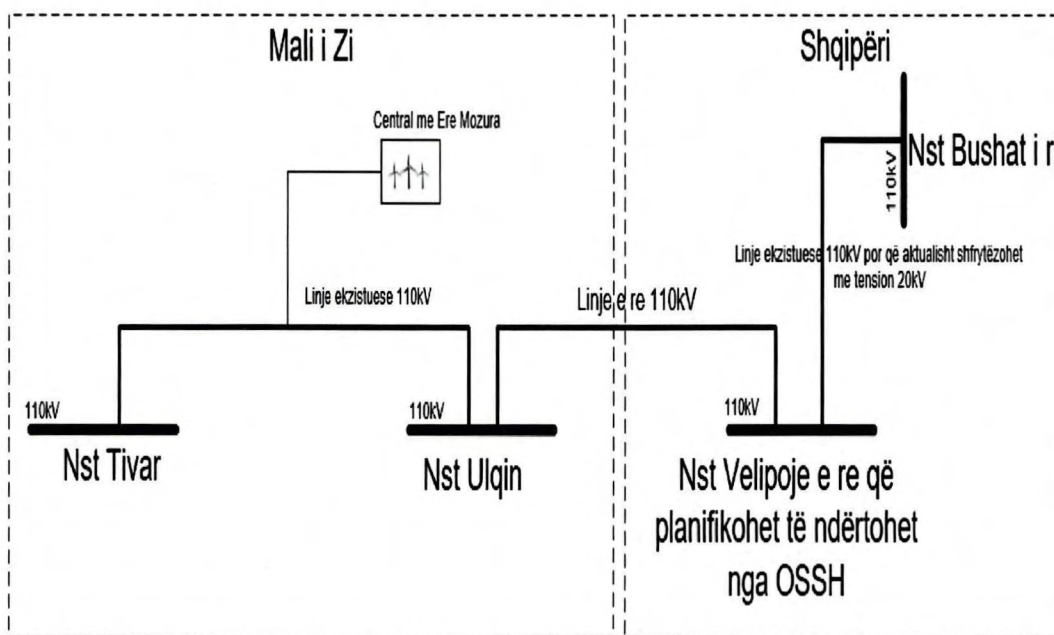 Mali i Zi
Shqipëri
Central me Ere Mozura
110kV
Nst Bushat i r
Linje ekzistuese 110kV por që aktualisht shfrytëzohet
me tension 20kV
Linje ekzistuese 110kV
Linje e re 110kV
110kV
110kV
110kV
Nst Tivar
Nst Ulqin
Nst Velipoje e re që
planifikohet të ndërtohet
nga OSSH